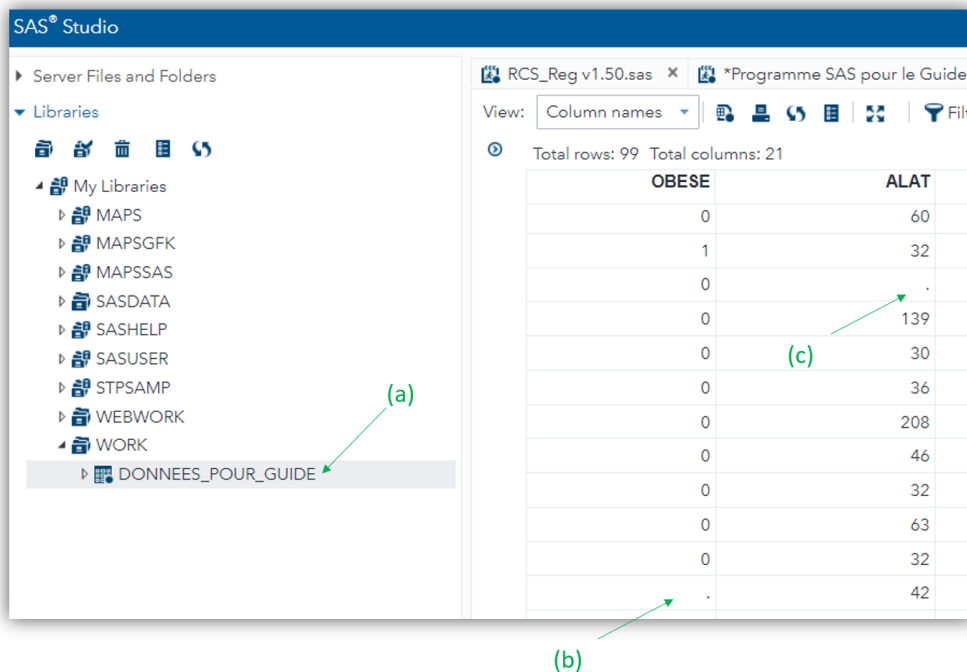 SAS® Studio
Server Files and Folders
Libraries
My Libraries
MAPS
MAPSGFK
MAPSSAS
SASDATA
SASHELP
SASUSER
STPSAMP
WEBWORK
WORK
DONNEES_POUR_GUIDE
(a)
RCS_Reg v1.50.sas × *Programme SAS pour le Guide
View: Column names Filt
Total rows: 99 Total columns: 21
OBESE ALAT
0 60
1 32
0 .
0 139
0 30
0 36
0 208
0 46
0 32
0 63
0 32
. 42
(c)
(b)